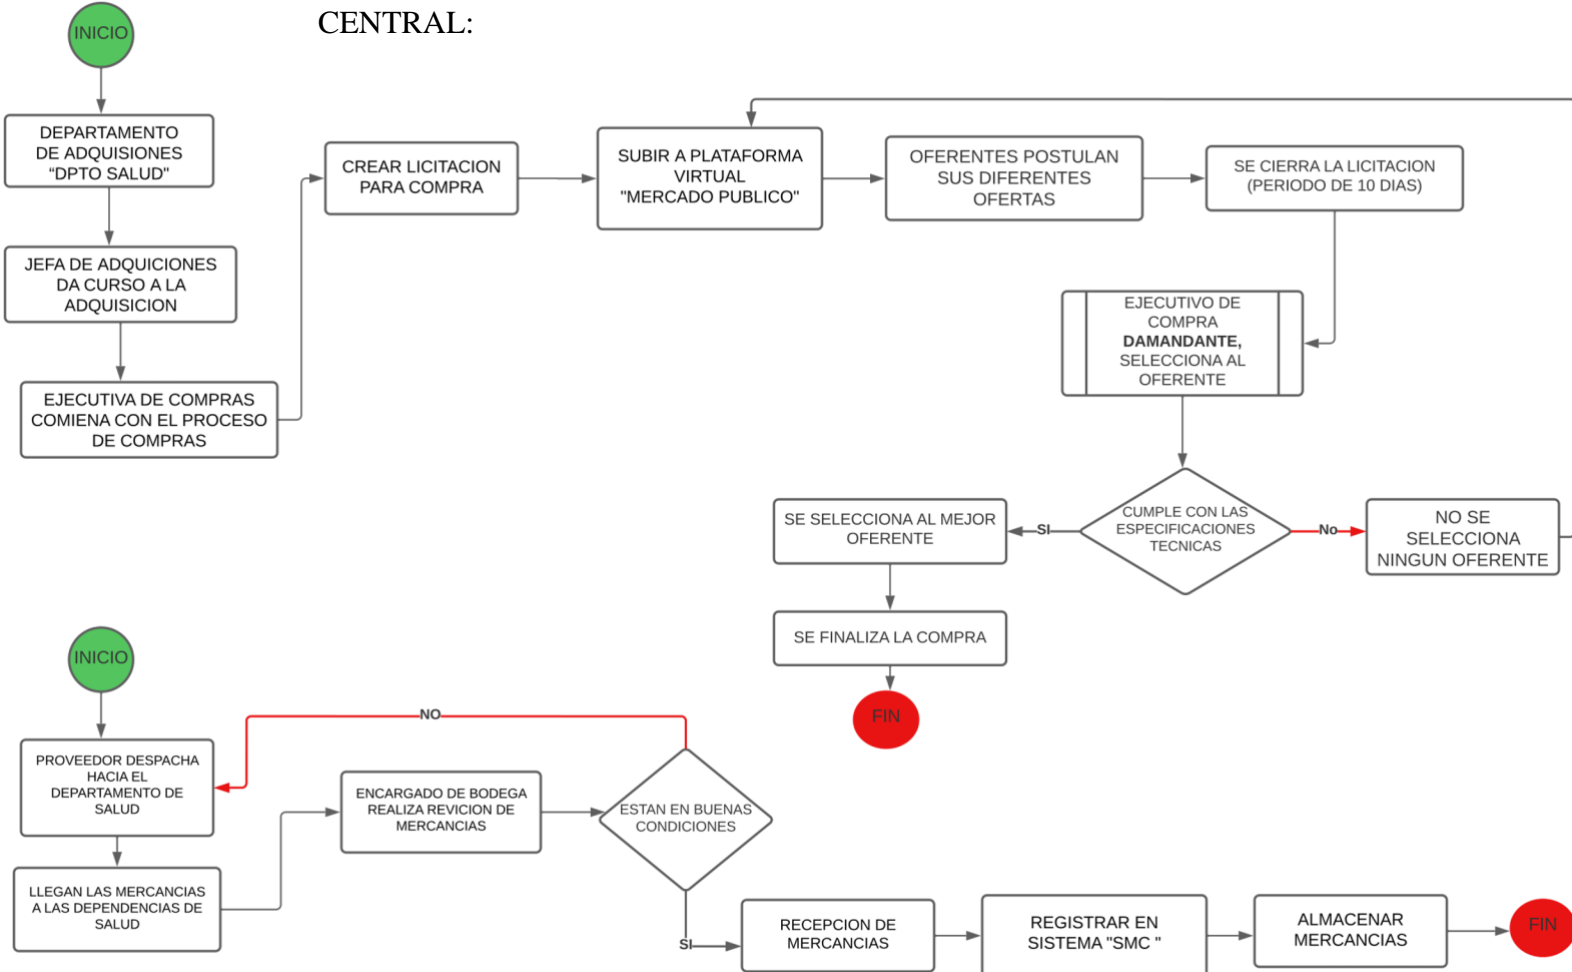 CENTRAL:
INICIO
DEPARTAMENTO
DE ADQUISIONES
“DPTO SALUD"
JEFA DE ADQUICIONES
DA CURSO A LA
ADQUISICION
EJECUTIVA DE COMPRAS
COMIENA CON EL PROCESO
DE COMPRAS
CREAR LICITACION
PARA COMPRA
SUBIR A PLATAFORMA
VIRTUAL
"MERCADO PUBLICO"
OFERENTES POSTULAN
SUS DIFERENTES
OFERTAS
SE CIERRA LA LICITACION
(PERIODO DE 10 DIAS)
EJECUTIVO DE
COMPRA
DAMANDANTE,
SELECCIONA AL
OFERENTE
CUMPLE CON LAS
ESPECIFICACIONES
TECNICAS
SI
No
SE SELECCIONA AL MEJOR
OFERENTE
NO SE
SELECCIONA
NINGUN OFERENTE
SE FINALIZA LA COMPRA
FIN
INICIO
PROVEEDOR DESPACHA
HACIA EL
DEPARTAMENTO DE
SALUD
LLEGAN LAS MERCANCIAS
A LAS DEPENDENCIAS DE
SALUD
ENCARGADO DE BODEGA
REALIZA REVICION DE
MERCANCIAS
ESTAN EN BUENAS
CONDICIONES
NO
SI
RECEPCION DE
MERCANCIAS
REGISTRAR EN
SISTEMA "SMC "
ALMACENAR
MERCANCIAS
FIN